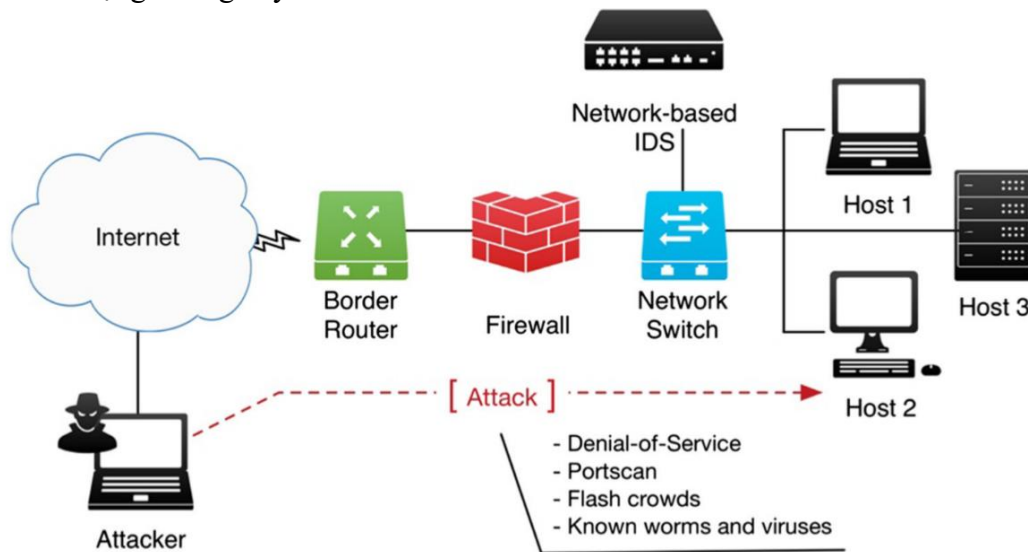 Network-based
IDS
Internet
Border
Router
Firewall
Network
Switch
Host 1
Host 3
Host 2
[ Attack ]
- Denial-of-Service
- Portscan
- Flash crowds
- Known worms and viruses
Attacker